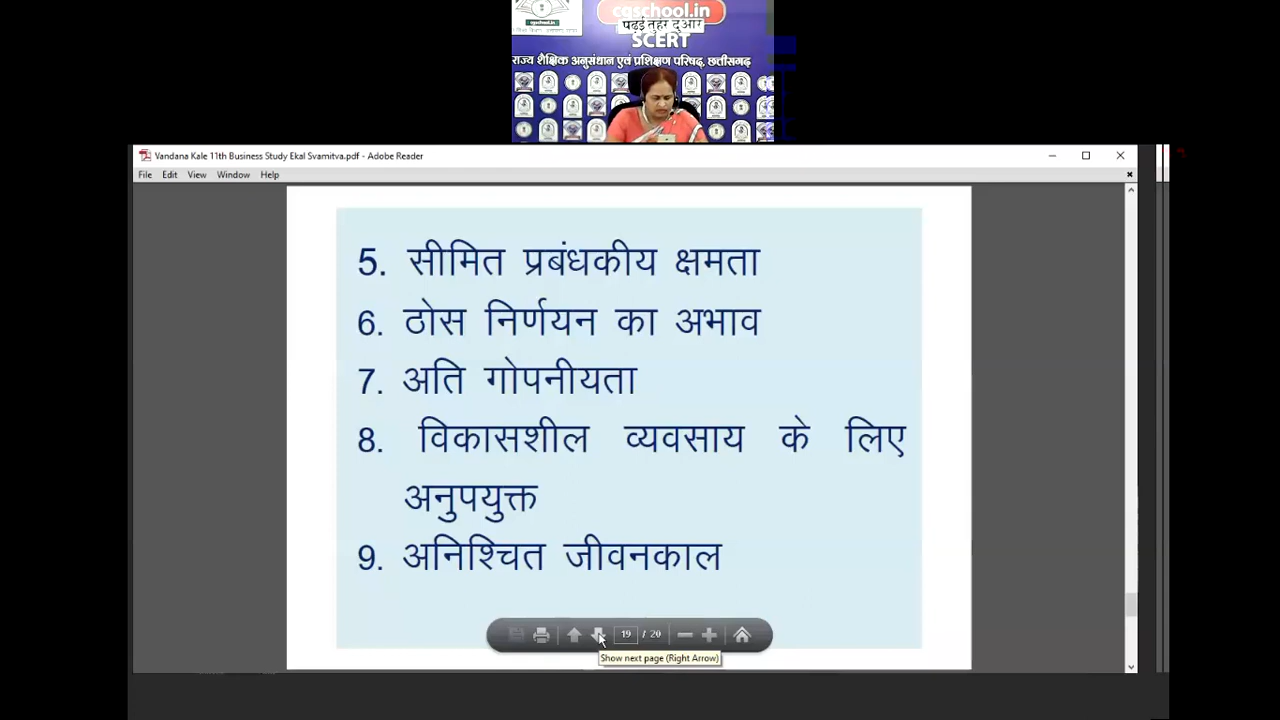 cgschool.in
पढ़ई तुंहर दुआर
SCERT
राज्य शैक्षिक अनुसंधान एवं प्रशिक्षण परिषद्, छत्तीसगढ़
Vandana Kale 11th Business Study Ekal Svamitva.pdf - Adobe Reader
File Edit View Window Help
5. सीमित प्रबंधकीय क्षमता
6. ठोस निर्णयन का अभाव
7. अति गोपनीयता
8. विकासशील व्यवसाय के लिए
अनुपयुक्त
9. अनिश्चित जीवनकाल
19 / 20
Show next page (Right Arrow)